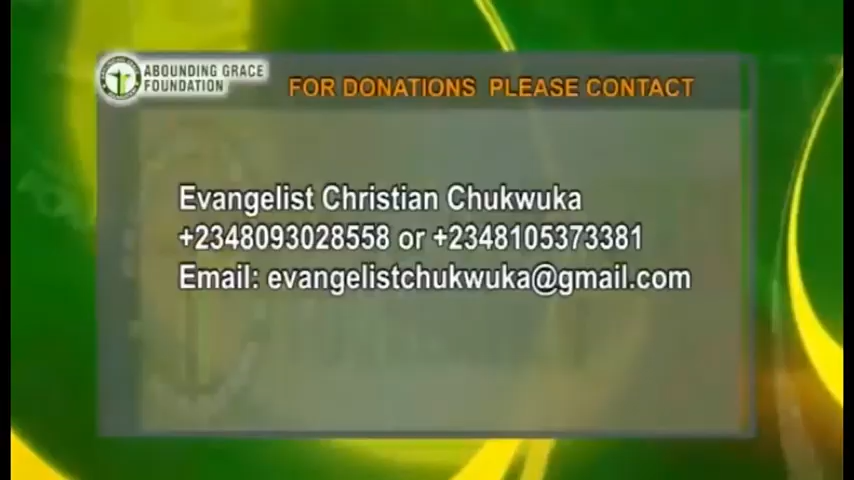 ABOUNDING GRACE
FOUNDATION
FOR DONATIONS PLEASE CONTACT
Evangelist Christian Chukwuka
+2348093028558 or +2348105373381
Email: evangelistchukwuka@gmail.com